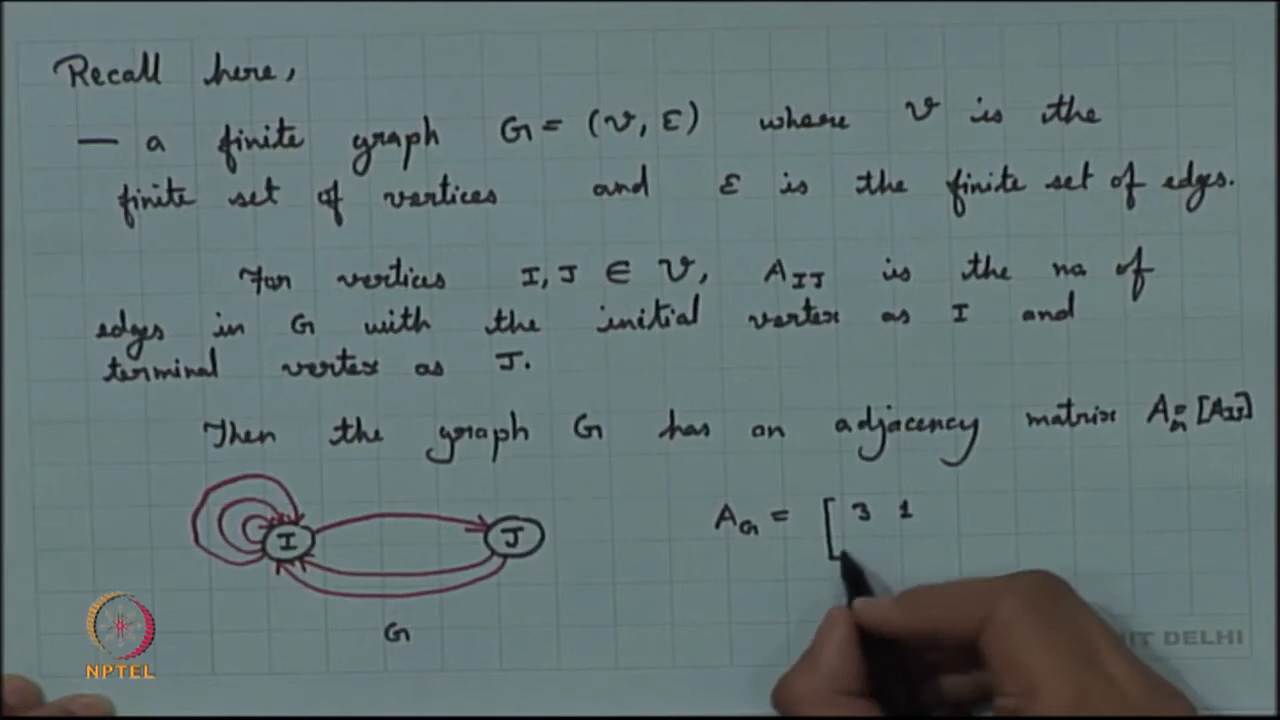 Recall here,
— a finite graph G = (V, E) where V is the
finite set of vertices and E is the finite set of edges.
For vertices I, J ∈ V, A_IJ is the no of
edges in G with the initial vertex as I and
terminal vertex as J.
Then the graph G has an adjacency matrix A_G = [A_IJ]
I J
A_G = [ 3 1
G
NPTEL
IIT DELHI